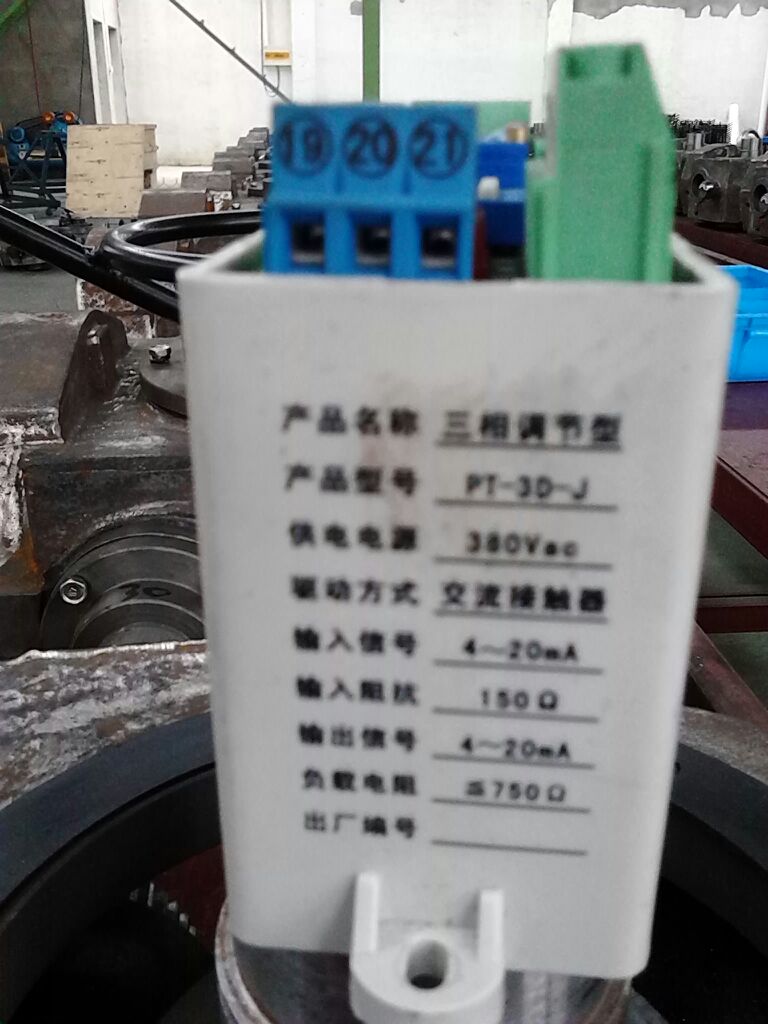 19 20 21
产品名称 三相调节型
产品型号 PT-3D-J
供电电源 380Vac
驱动方式 交流接触器
输入信号 4~20mA
输入阻抗 150Ω
输出信号 4~20mA
负载电阻 ≤750Ω
出厂编号